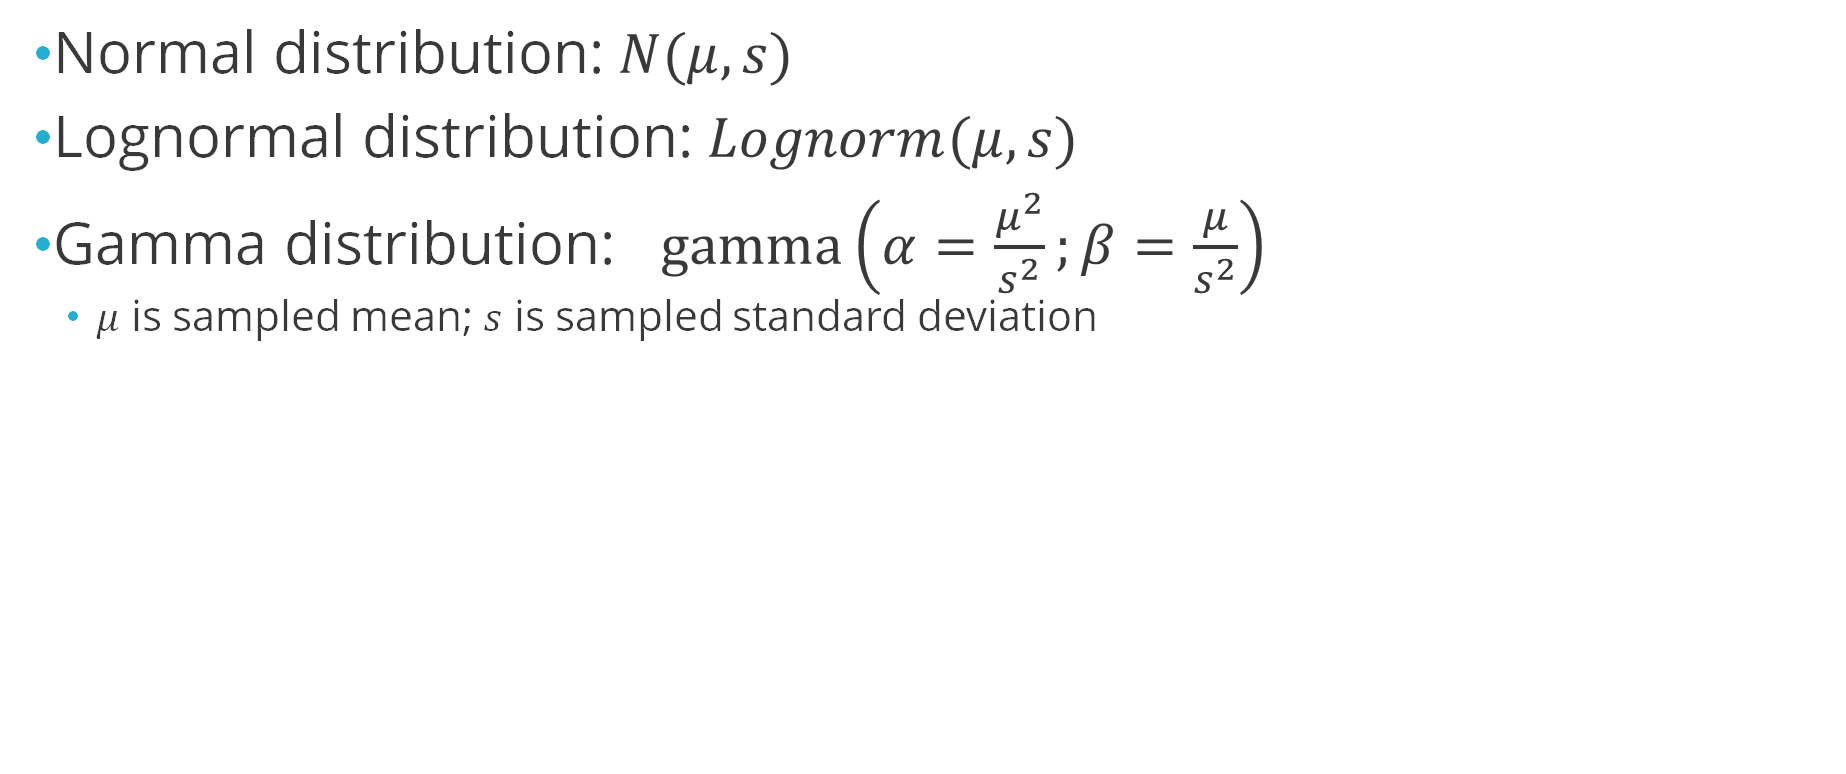 •Normal distribution: N(μ, s)
•Lognormal distribution: Lognorm(μ, s)
•Gamma distribution: gamma (α = μ²/s² ; β = μ/s²)
• μ is sampled mean; s is sampled standard deviation